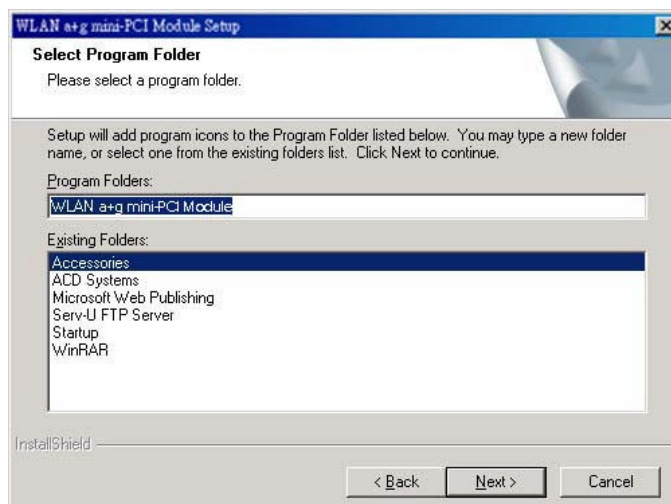 WLAN a+g mini-PCI Module Setup
Select Program Folder
Please select a program folder.
Setup will add program icons to the Program Folder listed below. You may type a new folder
name, or select one from the existing folders list. Click Next to continue.
Program Folders:
WLAN a+g mini-PCI Module
Existing Folders:
Accessories
ACD Systems
Microsoft Web Publishing
Serv-U FTP Server
Startup
WinRAR
InstallShield
< Back
Next >
Cancel